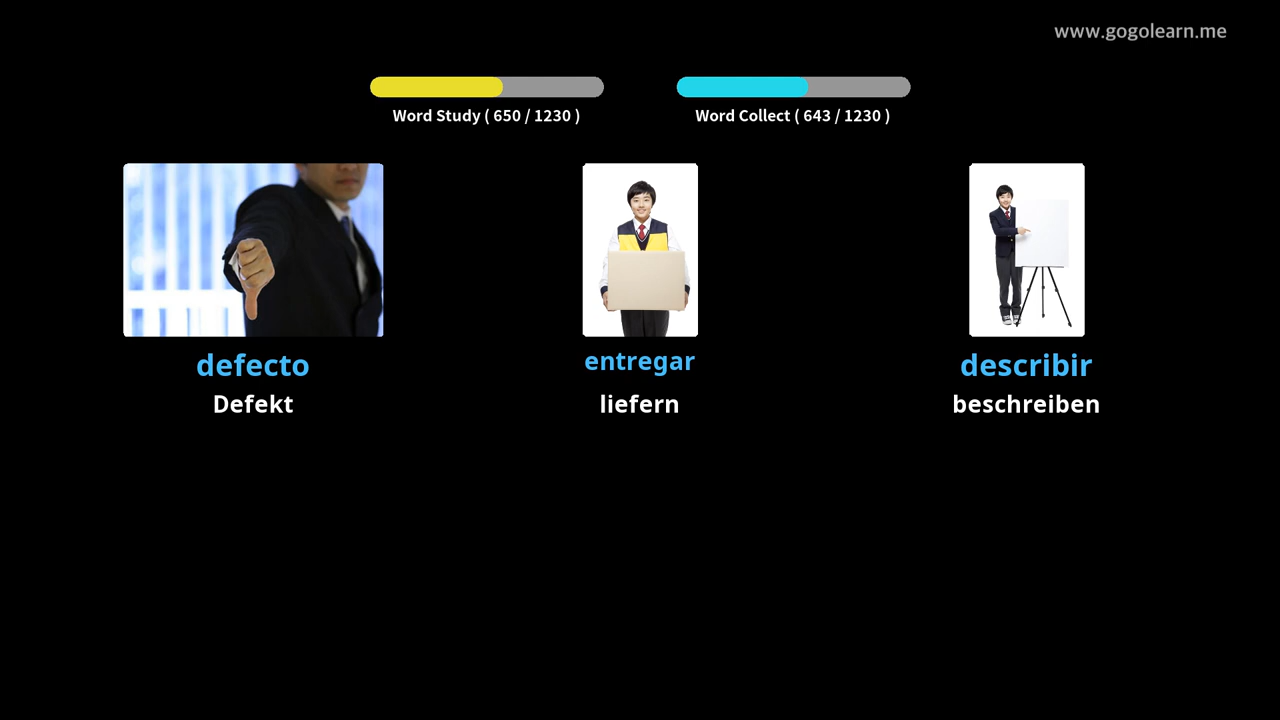 www.gogolearn.me
Word Study ( 650 / 1230 )
Word Collect ( 643 / 1230 )
defecto
Defekt
entregar
liefern
describir
beschreiben